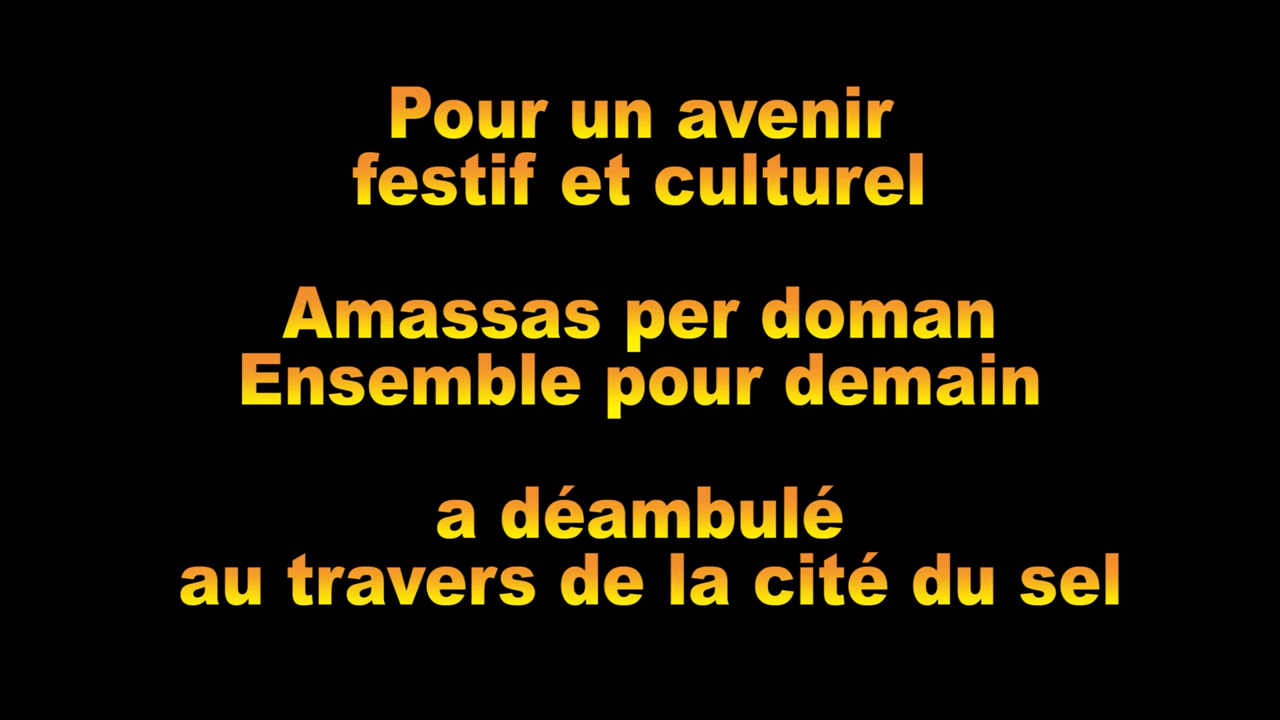 Pour un avenir
festif et culturel
Amassas per doman
Ensemble pour demain
a déambulé
au travers de la cité du sel